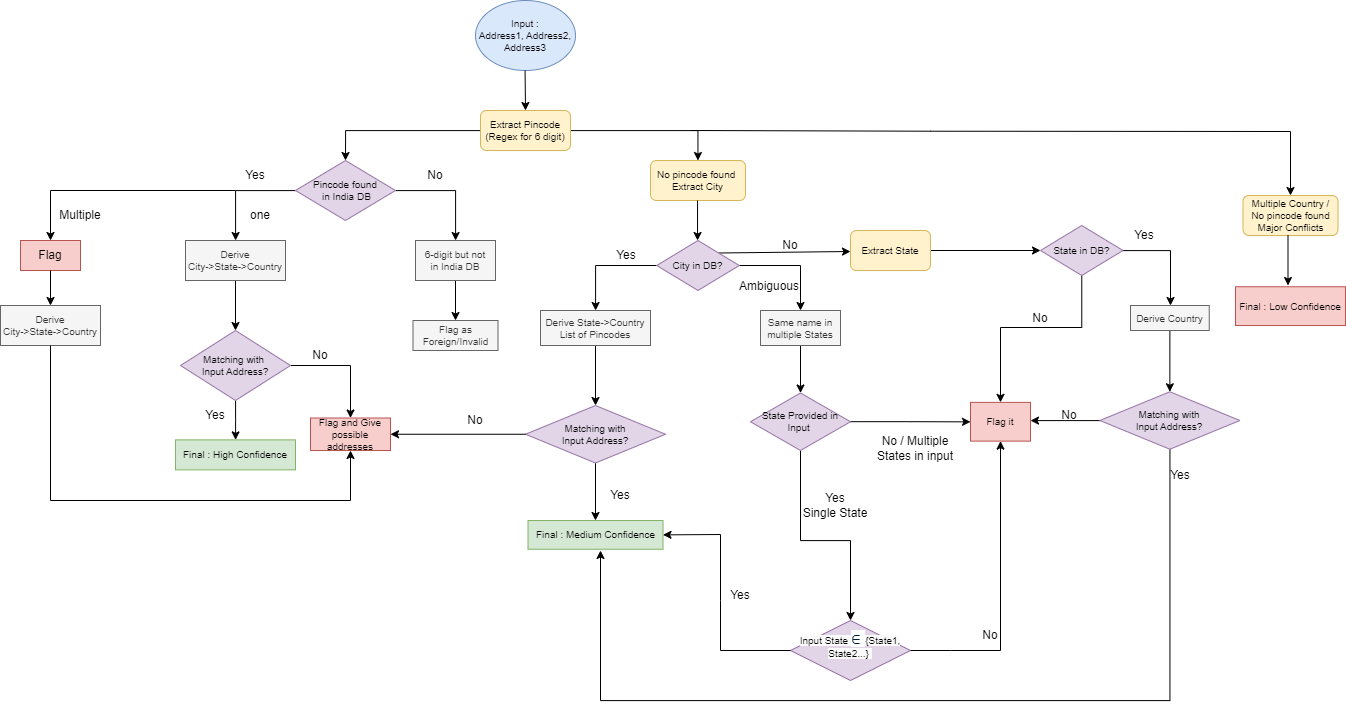 Input :
Address1, Address2,
Address3
Extract Pincode
(Regex for 6 digit)
Yes
Pincode found
in India DB
No
Multiple
one
Flag
Derive
City->State->Country
Derive
City->State->Country
6-digit but not
in India DB
Flag as
Foreign/Invalid
Matching with
Input Address?
No
Yes
Final : High Confidence
Flag and Give
possible
addresses
No pincode found
Extract City
City in DB?
Yes
No
Ambiguous
Extract State
State in DB?
Yes
No
Derive State->Country
List of Pincodes
Same name in
multiple States
Derive Country
Matching with
Input Address?
No
Yes
State Provided in
Input
No / Multiple
States in input
Flag it
No
Matching with
Input Address?
Yes
Yes
Single State
Final : Medium Confidence
Yes
Input State ∈ {State1,
State2...}
No
Multiple Country /
No pincode found
Major Conflicts
Final : Low Confidence